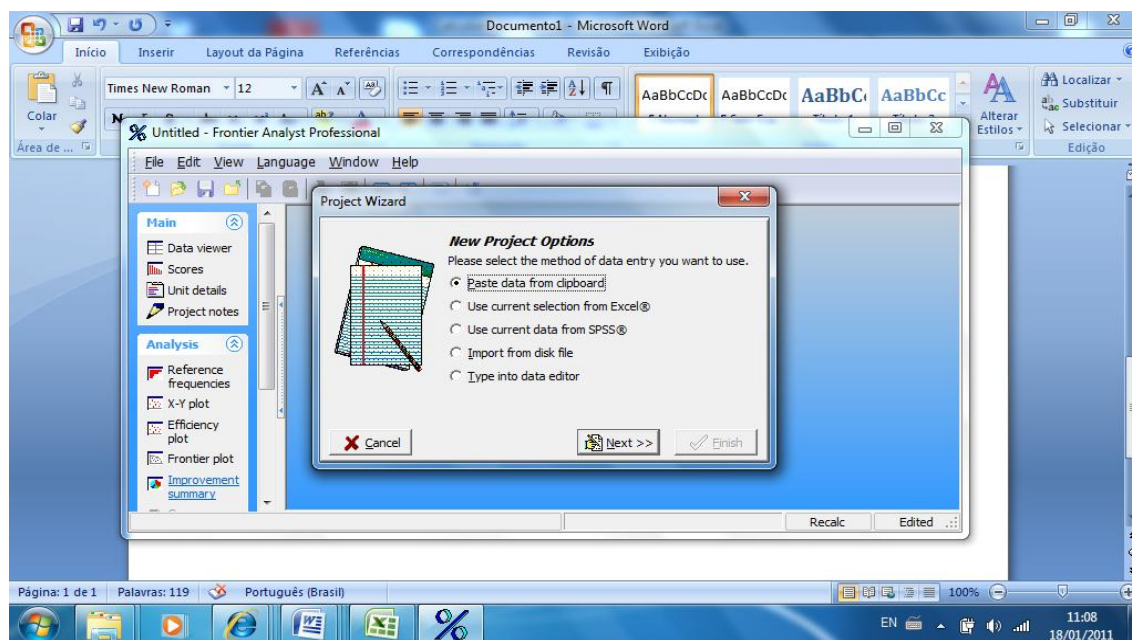 Documento1 - Microsoft Word
Início Inserir Layout da Página Referências Correspondências Revisão Exibição
Times New Roman 12
AaBbCcDc AaBbCcDc AaBbC AaBbCc
Colar
Alterar Estilos
Localizar
Substituir
Selecionar
Área de ...
Edição
Untitled - Frontier Analyst Professional
File Edit View Language Window Help
Main
Data viewer
Scores
Unit details
Project notes
Analysis
Reference
frequencies
X-Y plot
Efficiency
plot
Frontier plot
Improvement
summary
Project Wizard
New Project Options
Please select the method of data entry you want to use.
Paste data from clipboard
Use current selection from Excel®
Use current data from SPSS®
Import from disk file
Type into data editor
Cancel Next >> Finish
Recalc Edited
Página: 1 de 1 Palavras: 119 Português (Brasil) 100%
EN 11:08
18/01/2011